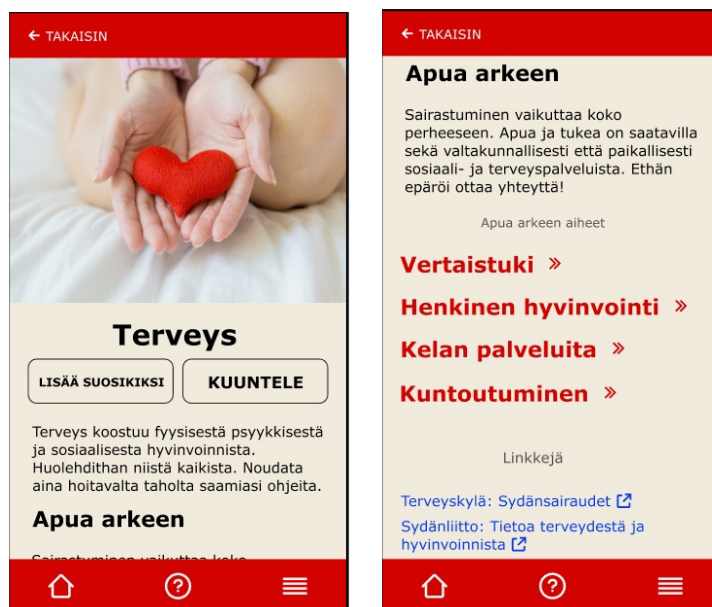 ← TAKAISIN
Terveys
LISÄÄ SUOSIKIKSI
KUUNTELE
Terveys koostuu fyysisestä psyykkisestä
ja sosiaalisesta hyvinvoinnista.
Huolehdithan niistä kaikista. Noudata
aina hoitavalta taholta saamiasi ohjeita.
Apua arkeen
Sairastuminen vaikuttaa koko
← TAKAISIN
Apua arkeen
Sairastuminen vaikuttaa koko
perheeseen. Apua ja tukea on saatavilla
sekä valtakunnallisesti että paikallisesti
sosiaali- ja terveyspalveluista. Ethän
epäröi ottaa yhteyttä!
Apua arkeen aiheet
Vertaistuki »
Henkinen hyvinvointi »
Kelan palveluita »
Kuntoutuminen »
Linkkejä
Terveyskylä: Sydänsairaudet
Sydänliitto: Tietoa terveydestä ja
hyvinvoinnista